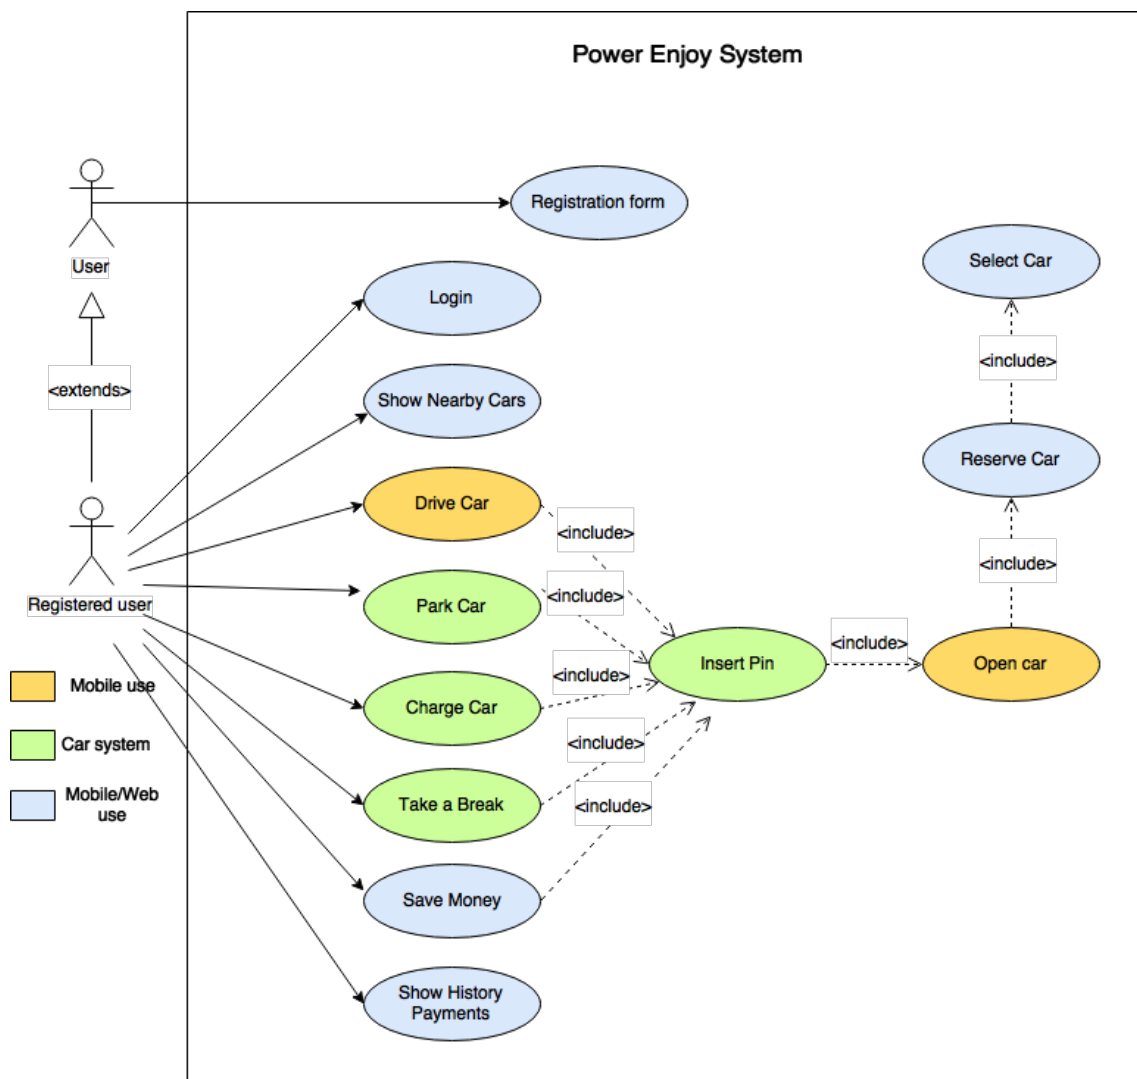 Power Enjoy System
Registration form
User
Select Car
Login
<extends>
<include>
Show Nearby Cars
Reserve Car
Drive Car
<include>
<include>
<include>
Registered user
Park Car
<include>
Insert Pin
Open car
<include>
Mobile use
Charge Car
Car system
<include>
Mobile/Web
use
Take a Break
<include>
Save Money
Show History
Payments